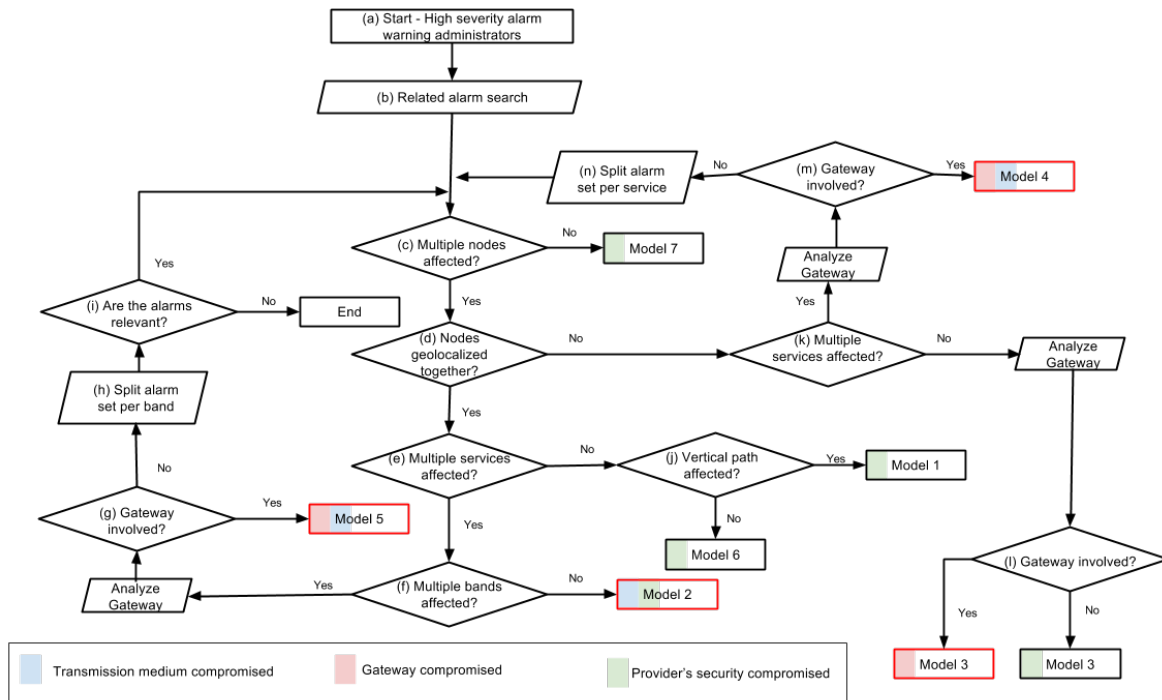 (a) Start - High severity alarm
warning administrators
(b) Related alarm search
(n) Split alarm
set per service
No
(m) Gateway
involved?
Yes
Model 4
(c) Multiple nodes
affected?
No
Model 7
Analyze
Gateway
Yes
(i) Are the alarms
relevant?
No
End
Yes
(d) Nodes
geolocalized
together?
No
Yes
(k) Multiple
services affected?
No
Analyze
Gateway
(h) Split alarm
set per band
Yes
(e) Multiple services
affected?
No
(j) Vertical path
affected?
Yes
Model 1
No
(g) Gateway
involved?
Yes
Model 5
Yes
No
Model 6
(l) Gateway involved?
Analyze
Gateway
Yes
(f) Multiple bands
affected?
No
Model 2
Yes
No
Model 3
Model 3
Transmission medium compromised
Gateway compromised
Provider's security compromised